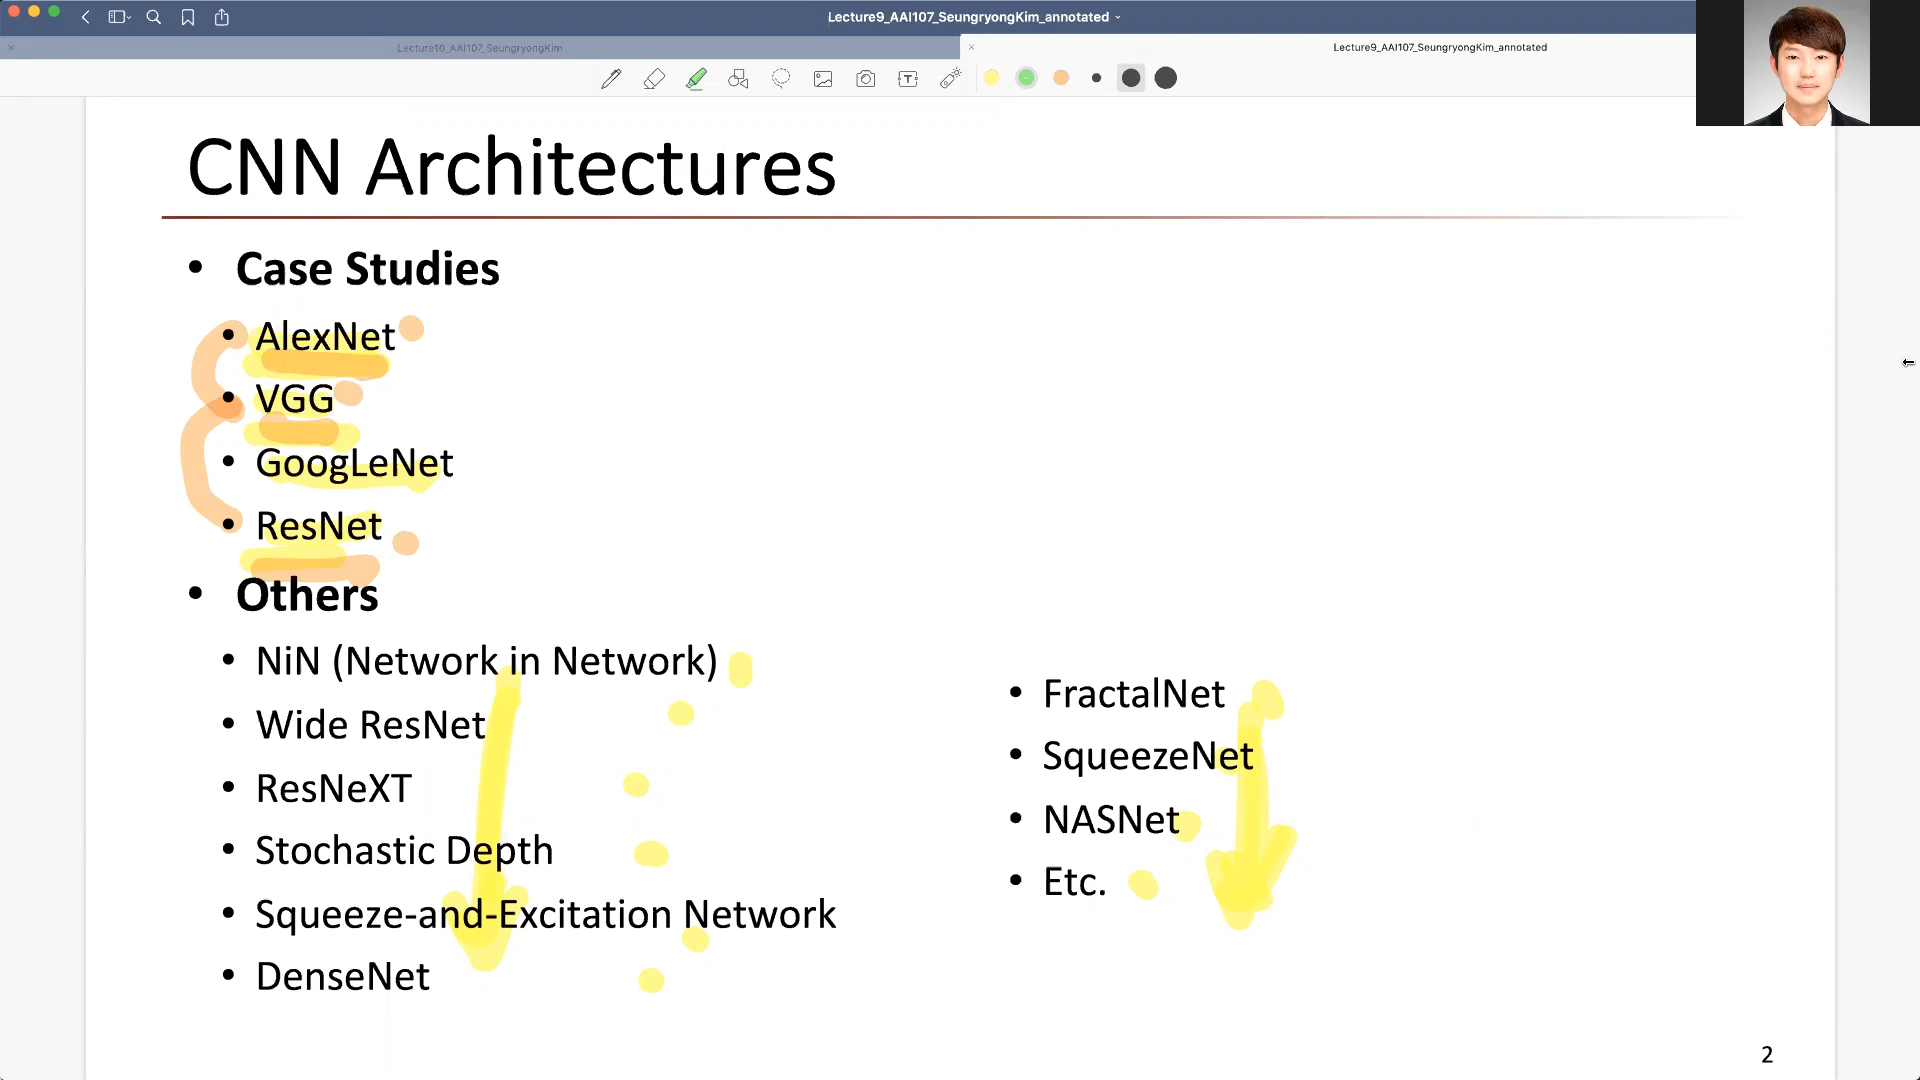 Lecture9_AAI107_SeungryongKim_annotated
Lecture10_AAI107_SeungryongKim
Lecture9_AAI107_SeungryongKim_annotated
CNN Architectures
• Case Studies
• AlexNet
• VGG
• GoogLeNet
• ResNet
• Others
• NiN (Network in Network)
• Wide ResNet
• ResNeXT
• Stochastic Depth
• Squeeze-and-Excitation Network
• DenseNet
• FractalNet
• SqueezeNet
• NASNet
• Etc.
2